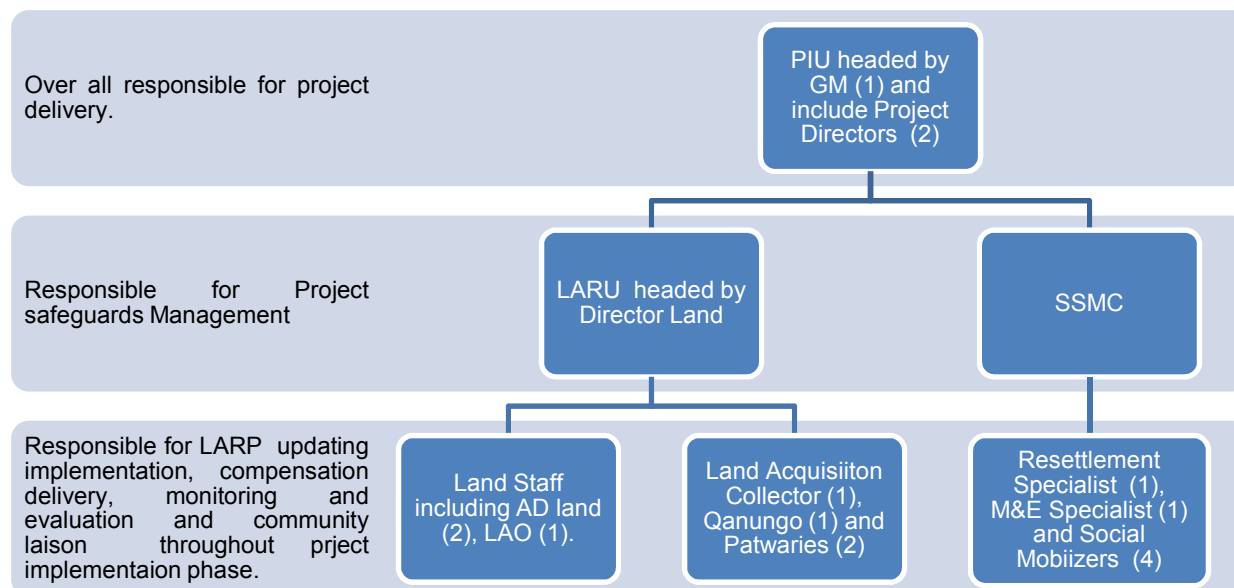 Over all responsible for project
delivery.
PIU headed by
GM (1) and
include Project
Directors (2)
Responsible for Project
safeguards Management
LARU headed by
Director Land
SSMC
Responsible for LARP updating
implementation, compensation
delivery, monitoring and
evaluation and community
laison throughout prject
implementaion phase.
Land Staff
including AD land
(2), LAO (1).
Land Acquisiiton
Collector (1),
Qanungo (1) and
Patwaries (2)
Resettlement
Specialist (1),
M&E Specialist (1)
and Social
Mobiizers (4)